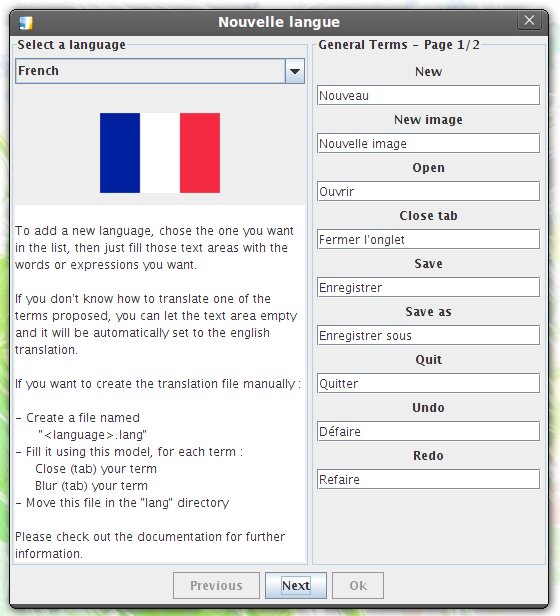 Nouvelle langue
Select a language
French
To add a new language, chose the one you want
in the list, then just fill those text areas with the
words or expressions you want.
If you don't know how to translate one of the
terms proposed, you can let the text area empty
and it will be automatically set to the english
translation.
If you want to create the translation file manually :
- Create a file named
"<language>.lang"
- Fill it using this model, for each term :
Close (tab) your term
Blur (tab) your term
- Move this file in the "lang" directory
Please check out the documentation for further
information.
General Terms - Page 1/2
New
Nouveau
New image
Nouvelle image
Open
Ouvrir
Close tab
Fermer l'onglet
Save
Enregistrer
Save as
Enregistrer sous
Quit
Quitter
Undo
Défaire
Redo
Refaire
Previous
Next
Ok